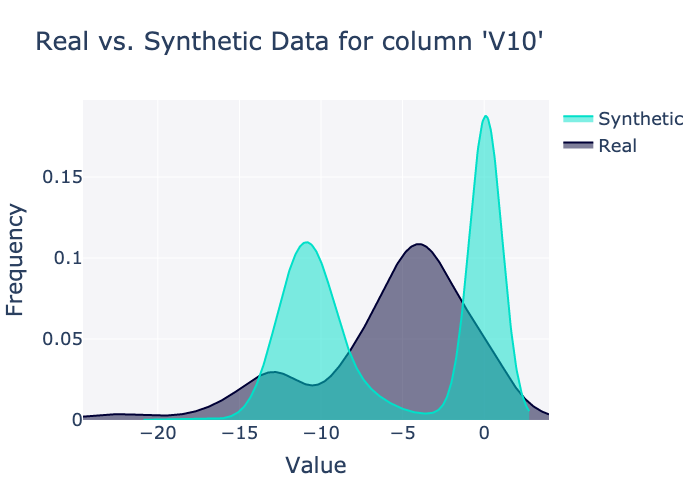 Real vs. Synthetic Data for column 'V10'
Synthetic
Real
0.15
0.1
0.05
0
Frequency
−20
−15
−10
−5
0
Value